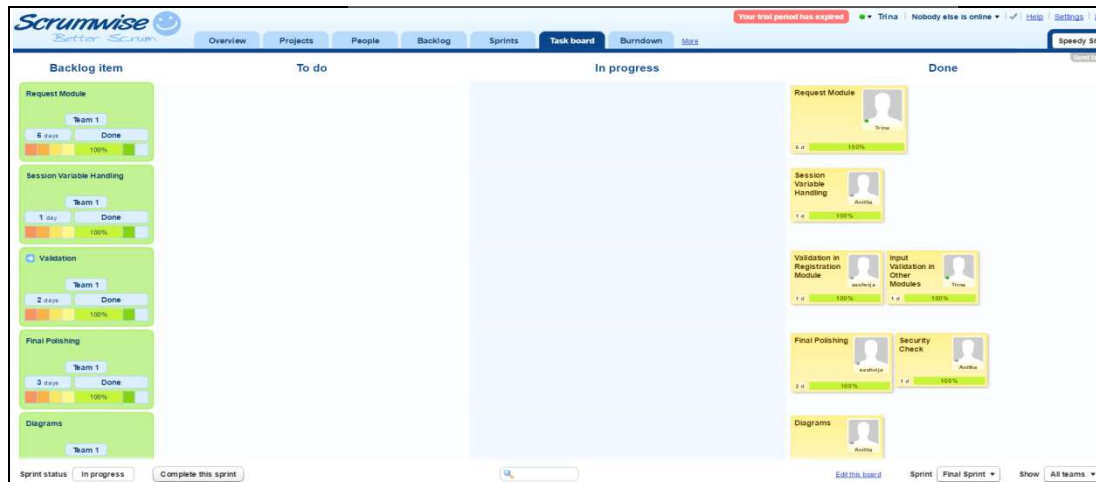 Scrumwise
Better Scrum
Your trial period has expired
Trina
Nobody else is online
Help
Settings
Overview
Projects
People
Backlog
Sprints
Task board
Burndown
More
Backlog item
To do
In progress
Done
Request Module
Team 1
6 days
Done
100%
Request Module
Trina
6 d
100%
Session Variable Handling
Team 1
1 day
Done
100%
Session
Variable
Handling
Anitha
1 d
100%
Validation
Team 1
2 days
Done
100%
Validation in
Registration
Module
aashrija
1 d
100%
Input
Validation in
Other
Modules
Trina
1 d
100%
Final Polishing
Team 1
3 days
Done
100%
Final Polishing
aashrija
2 d
100%
Security
Check
Anitha
1 d
100%
Diagrams
Team 1
Diagrams
Anitha
Sprint status
In progress
Complete this sprint
Edit this board
Sprint
Final Sprint
Show
All teams